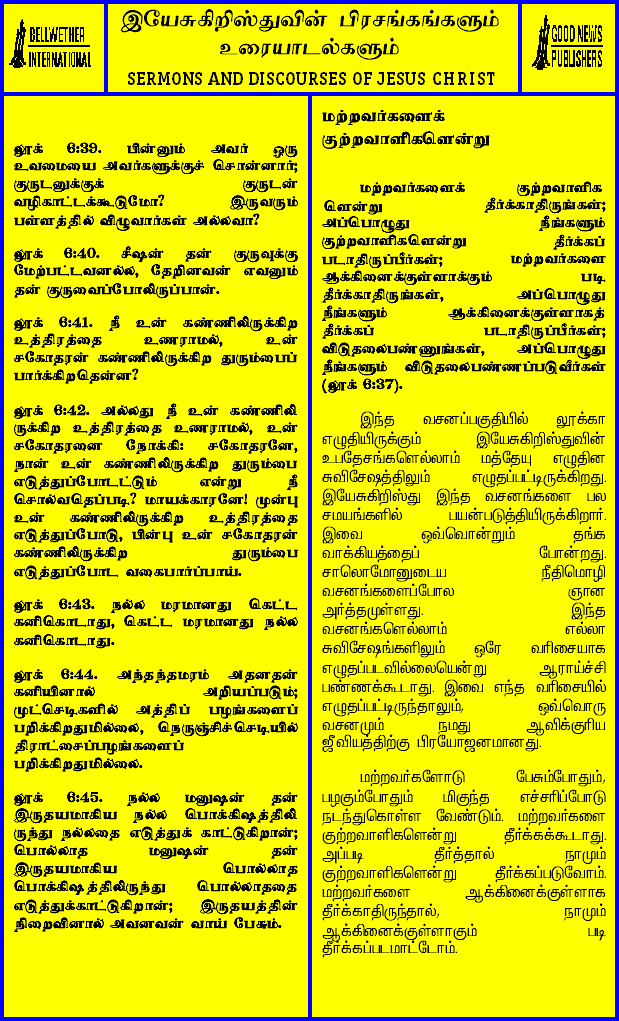 BELLWETHER
INTERNATIONAL
இயேசுகிறிஸ்துவின் பிரசங்கங்களும்
உரையாடல்களும்
SERMONS AND DISCOURSES OF JESUS CHRIST
GOOD NEWS
PUBLISHERS
லூக் 6:39. பின்னும் அவர் ஒரு
உவமையை அவர்களுக்குச் சொன்னார்;
குருடனுக்குக் குருடன்
வழிகாட்டக்கூடுமோ? இருவரும்
பள்ளத்தில் விழுவார்கள் அல்லவா?
லூக் 6:40. சீஷன் தன் குருவுக்கு
மேற்பட்டவனல்ல, தேறினவன் எவனும்
தன் குருவைப்போலிருப்பான்.
லூக் 6:41. நீ உன் கண்ணிலிருக்கிற
உத்திரத்தை உணராமல், உன்
சகோதரன் கண்ணிலிருக்கிற துரும்பைப்
பார்க்கிறதென்ன?
லூக் 6:42. அல்லது நீ உன் கண்ணிலி
ருக்கிற உத்திரத்தை உணராமல், உன்
சகோதரனை நோக்கி: சகோதரனே,
நான் உன் கண்ணிலிருக்கிற துரும்பை
எடுத்துப்போடட்டும் என்று நீ
சொல்வதெப்படி? மாயக்காரனே! முன்பு
உன் கண்ணிலிருக்கிற உத்திரத்தை
எடுத்துப்போடு, பின்பு உன் சகோதரன்
கண்ணிலிருக்கிற துரும்பை
எடுத்துப்போட வகைபார்ப்பாய்.
லூக் 6:43. நல்ல மரமானது கெட்ட
கனிகொடாது, கெட்ட மரமானது நல்ல
கனிகொடாது.
லூக் 6:44. அந்தந்தமரம் அதனதன்
கனியினால் அறியப்படும்;
முட்செடிகளில் அத்திப் பழங்களைப்
பறிக்கிறதுமில்லை, நெருஞ்சிச்செடியில்
திராட்சைப்பழங்களைப்
பறிக்கிறதுமில்லை.
லூக் 6:45. நல்ல மனுஷன் தன்
இருதயமாகிய நல்ல பொக்கிஷத்திலி
ருந்து நல்லதை எடுத்துக் காட்டுகிறான்;
பொல்லாத மனுஷன் தன்
இருதயமாகிய பொல்லாத
பொக்கிஷத்திலிருந்து பொல்லாததை
எடுத்துக்காட்டுகிறான்; இருதயத்தின்
நிறைவினால் அவனவன் வாய் பேசும்.
மற்றவர்களைக்
குற்றவாளிகளென்று
மற்றவர்களைக் குற்றவாளிக
ளென்று தீர்க்காதிருங்கள்;
அப்பொழுது நீங்களும்
குற்றவாளிகளென்று தீர்க்கப்
படாதிருப்பீர்கள்; மற்றவர்களை
ஆக்கினைக்குள்ளாக்கும் படி
தீர்க்காதிருங்கள், அப்பொழுது
நீங்களும் ஆக்கினைக்குள்ளாகத்
தீர்க்கப் படாதிருப்பீர்கள்;
விடுதலைபண்ணுங்கள், அப்பொழுது
நீங்களும் விடுதலைபண்ணப்படுவீர்கள்
(லூக் 6:37).
இந்த வசனப்பகுதியில் லூக்கா
எழுதியிருக்கும் இயேசுகிறிஸ்துவின்
உபதேசங்களெல்லாம் மத்தேயு எழுதின
சுவிசேஷத்திலும் எழுதப்பட்டிருக்கிறது.
இயேசுகிறிஸ்து இந்த வசனங்களை பல
சமயங்களில் பயன்படுத்தியிருக்கிறார்.
இவை ஒவ்வொன்றும் தங்க
வாக்கியத்தைப் போன்றது.
சாலொமோனுடைய நீதிமொழி
வசனங்களைப்போல ஞான
அர்த்தமுள்ளது. இந்த
வசனங்களெல்லாம் எல்லா
சுவிசேஷங்களிலும் ஒரே வரிசையாக
எழுதப்படவில்லையென்று ஆராய்ச்சி
பண்ணக்கூடாது. இவை எந்த வரிசையில்
எழுதப்பட்டிருந்தாலும், ஒவ்வொரு
வசனமும் நமது ஆவிக்குரிய
ஜீவியத்திற்கு பிரயோஜனமானது.
மற்றவர்களோடு பேசும்போதும்,
பழகும்போதும் மிகுந்த எச்சரிப்போடு
நடந்துகொள்ள வேண்டும். மற்றவர்களை
குற்றவாளிகளென்று தீர்க்கக்கூடாது.
அப்படி தீர்த்தால் நாமும்
குற்றவாளிகளென்று தீர்க்கப்படுவோம்.
மற்றவர்களை ஆக்கினைக்குள்ளாக
தீர்க்காதிருந்தால், நாமும்
ஆக்கினைக்குள்ளாகும் படி
தீர்க்கப்படமாட்டோம்.